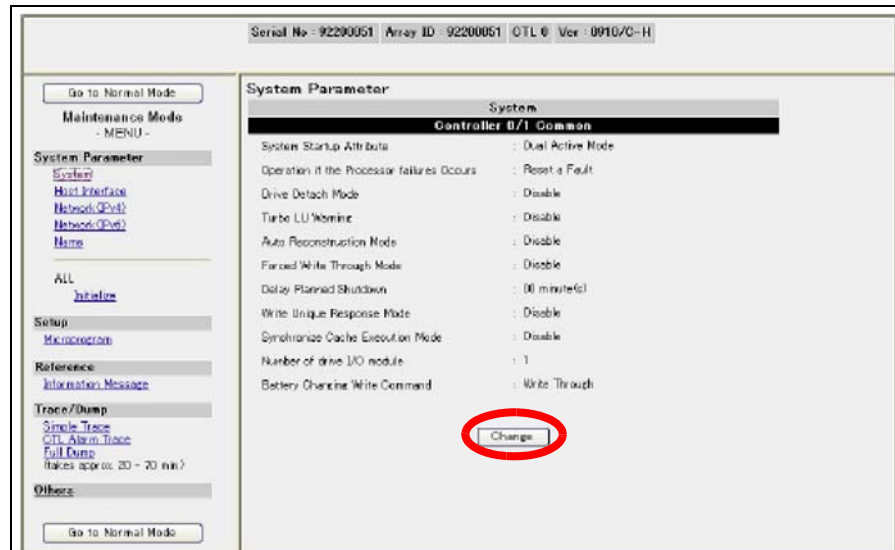 Serial No : 92200051 Array ID : 92200051 CTL 0 Ver : 0910/C-H
Go to Normal Mode
Maintenance Mode
- MENU -
System Parameter
System
Host Interface
Network(IPv4)
Network(IPv6)
Name
ALL
Initialize
Setup
Microprogram
Reference
Information Message
Trace/Dump
Simple Trace
CTL Alarm Trace
Full Dump
(takes approx. 20 - 70 min)
Others
Go to Normal Mode
System Parameter
System
Controller 0/1 Common
System Startup Attribute : Dual Active Mode
Operation if the Processor failures Occurs : Reset a Fault
Drive Detach Mode : Disable
Turbo LU Warning : Disable
Auto Reconstruction Mode : Disable
Forced Write Through Mode : Disable
Delay Planned Shutdown : 00 minute(s)
Write Unique Response Mode : Disable
Synchronize Cache Execution Mode : Disable
Number of drive I/O module : 1
Battery Charging Write Command : Write Through
Change